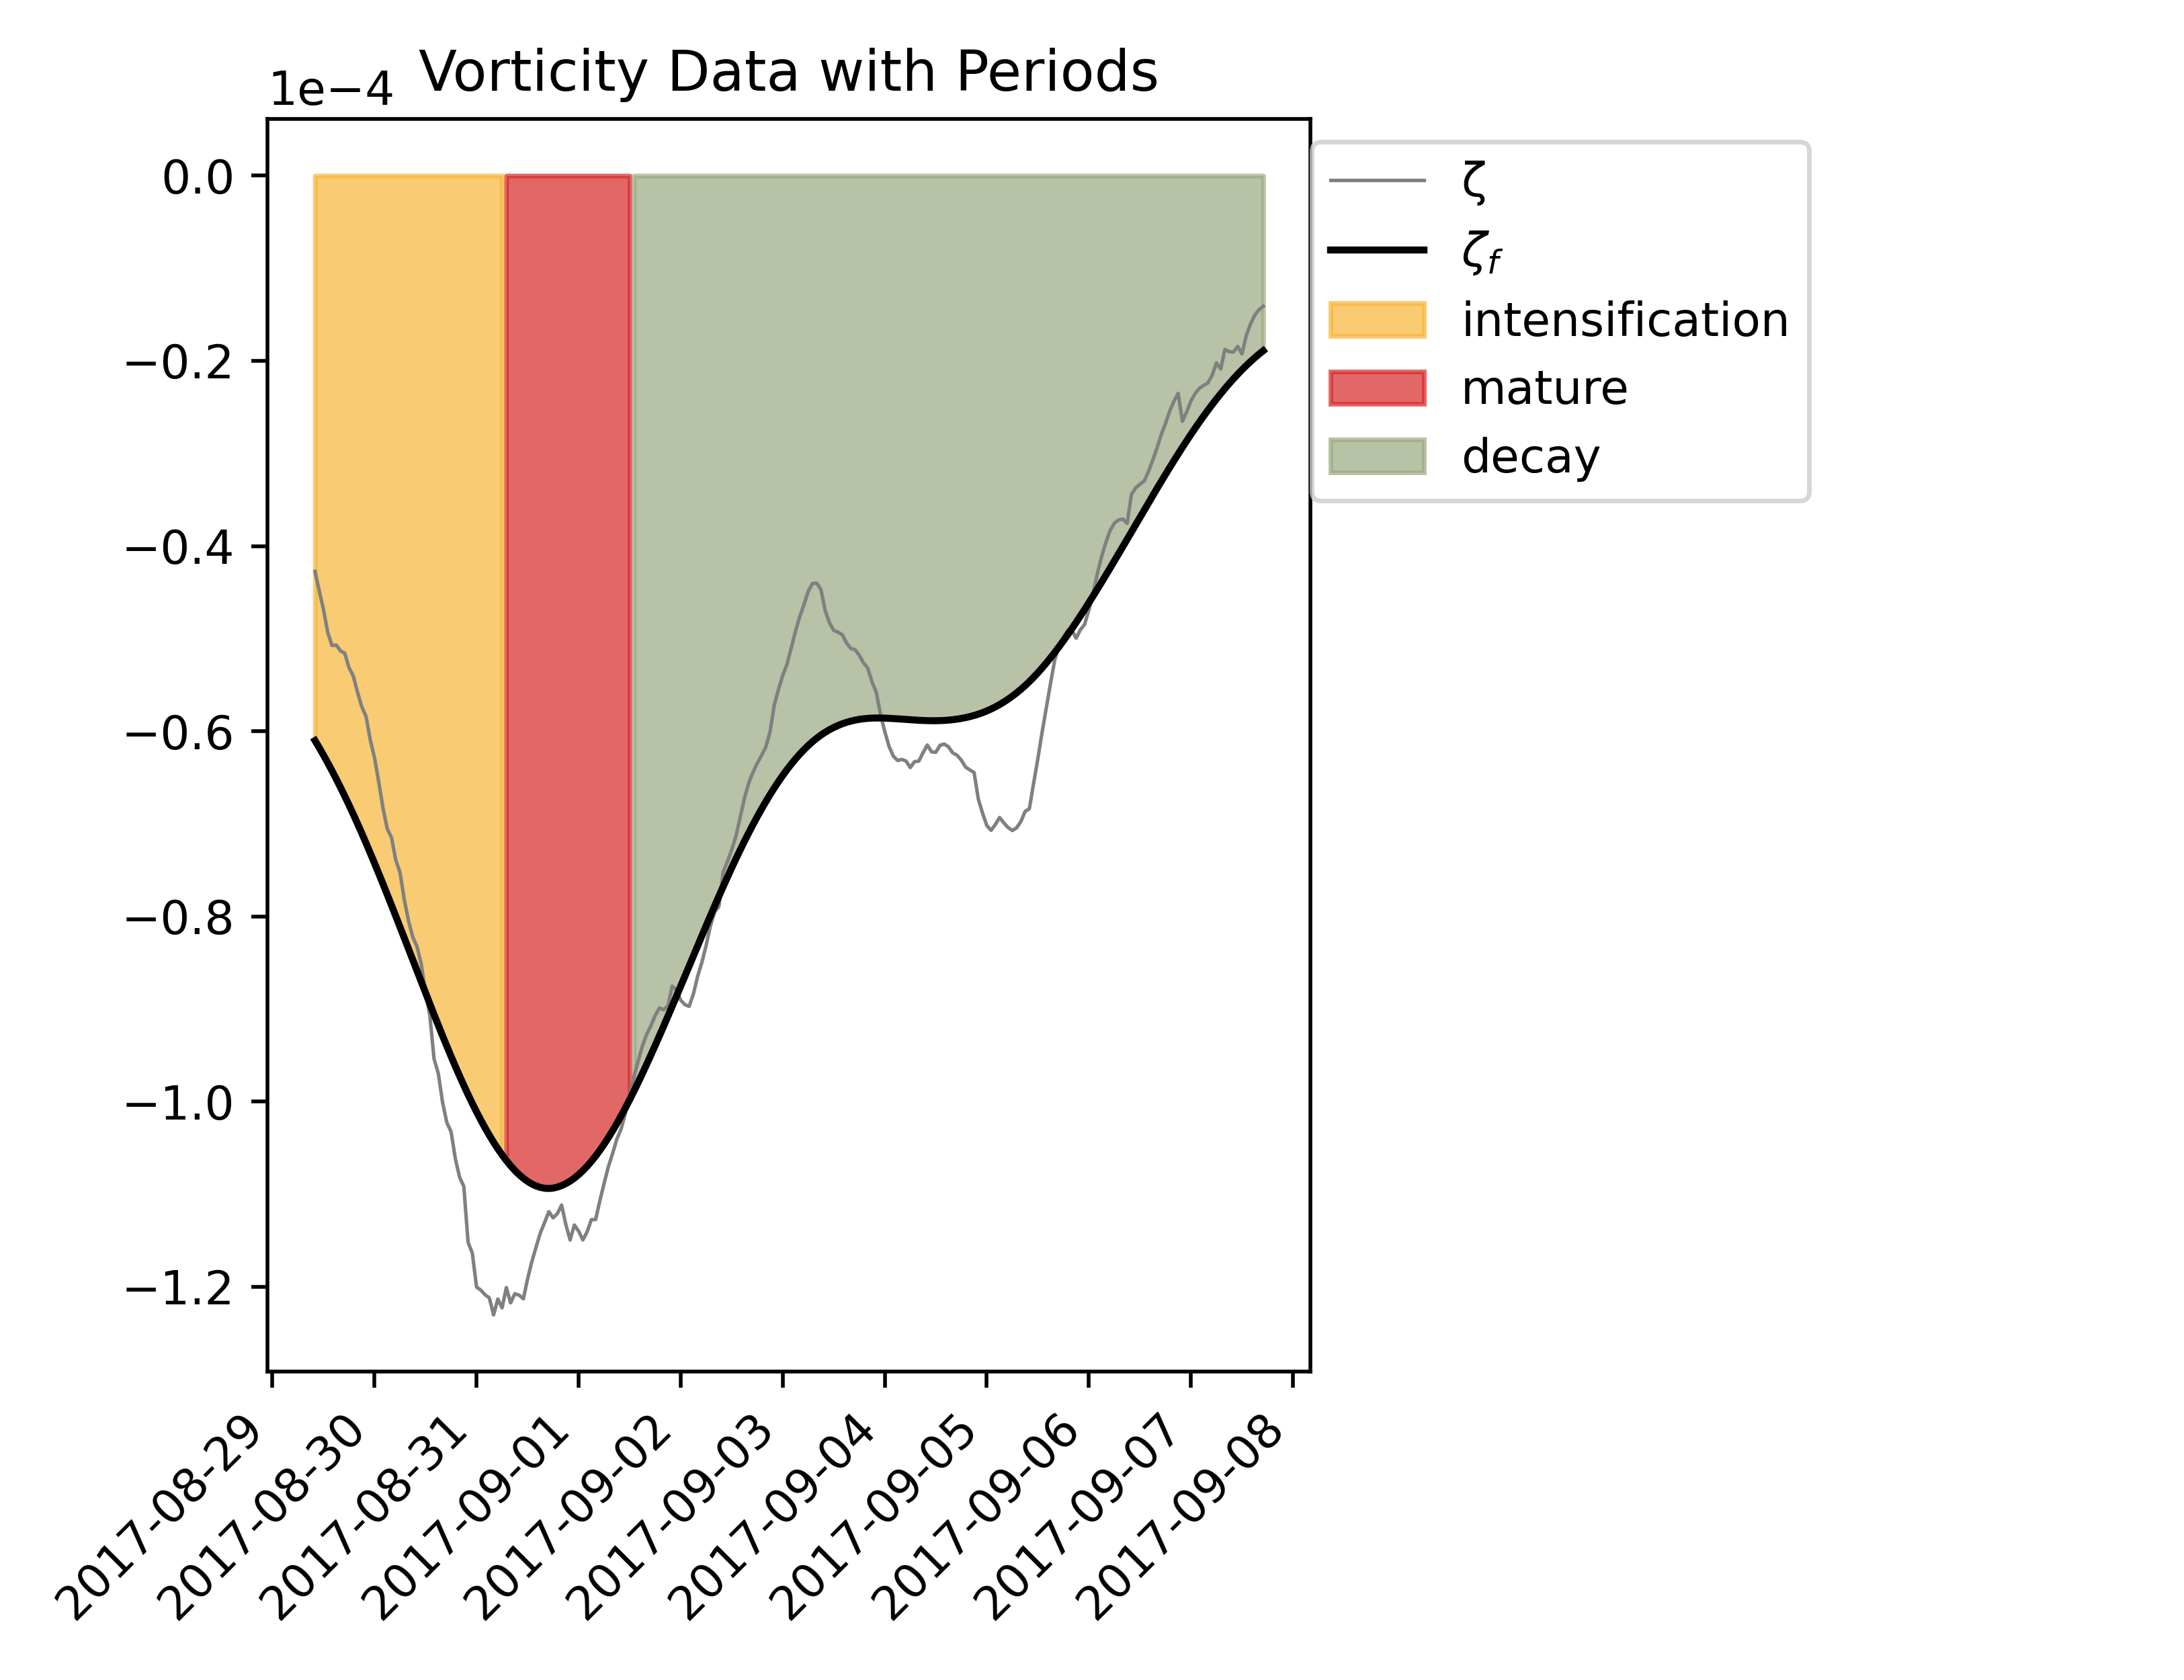 Vorticity Data with Periods
1e−4
0.0
−0.2
−0.4
−0.6
−0.8
−1.0
−1.2
2017-08-29
2017-08-30
2017-08-31
2017-09-01
2017-09-02
2017-09-03
2017-09-04
2017-09-05
2017-09-06
2017-09-07
2017-09-08
ζ
ζf
intensification
mature
decay